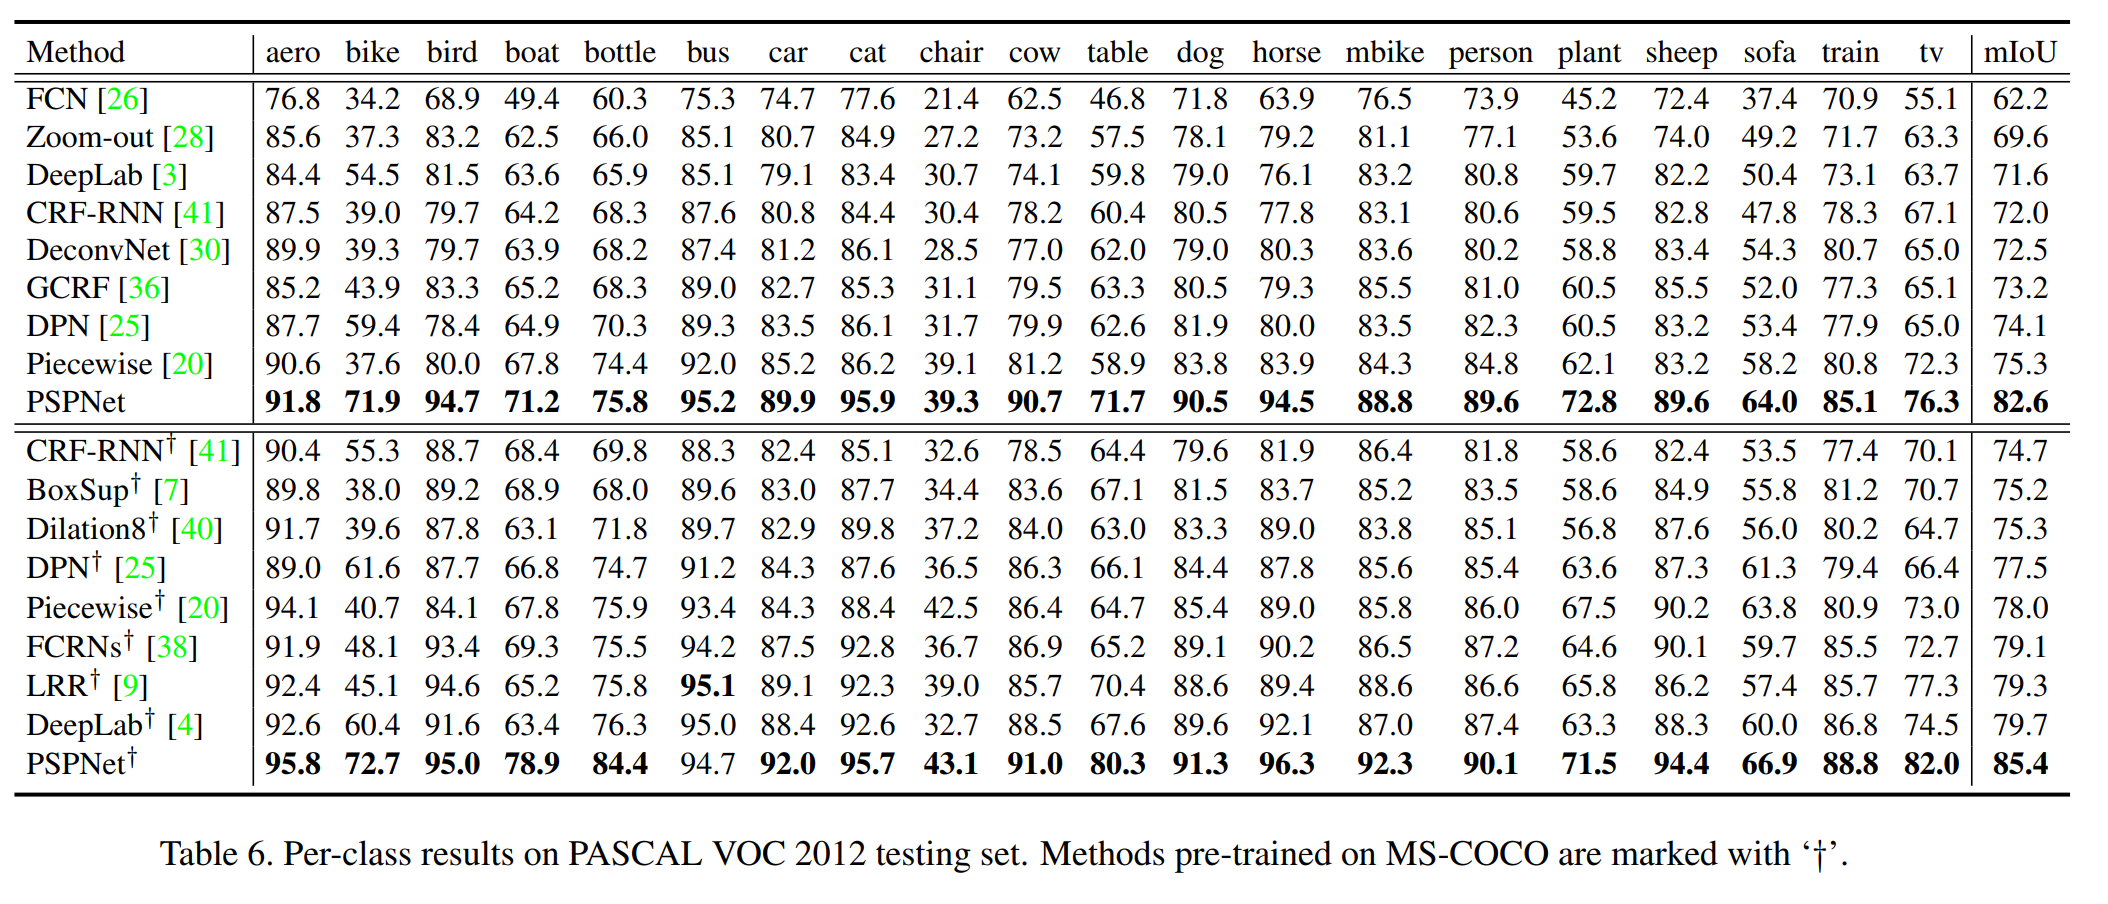 Method aero bike bird boat bottle bus car cat chair cow table dog horse mbike person plant sheep sofa train tv mIoU
FCN [26] 76.8 34.2 68.9 49.4 60.3 75.3 74.7 77.6 21.4 62.5 46.8 71.8 63.9 76.5 73.9 45.2 72.4 37.4 70.9 55.1 62.2
Zoom-out [28] 85.6 37.3 83.2 62.5 66.0 85.1 80.7 84.9 27.2 73.2 57.5 78.1 79.2 81.1 77.1 53.6 74.0 49.2 71.7 63.3 69.6
DeepLab [3] 84.4 54.5 81.5 63.6 65.9 85.1 79.1 83.4 30.7 74.1 59.8 79.0 76.1 83.2 80.8 59.7 82.2 50.4 73.1 63.7 71.6
CRF-RNN [41] 87.5 39.0 79.7 64.2 68.3 87.6 80.8 84.4 30.4 78.2 60.4 80.5 77.8 83.1 80.6 59.5 82.8 47.8 78.3 67.1 72.0
DeconvNet [30] 89.9 39.3 79.7 63.9 68.2 87.4 81.2 86.1 28.5 77.0 62.0 79.0 80.3 83.6 80.2 58.8 83.4 54.3 80.7 65.0 72.5
GCRF [36] 85.2 43.9 83.3 65.2 68.3 89.0 82.7 85.3 31.1 79.5 63.3 80.5 79.3 85.5 81.0 60.5 85.5 52.0 77.3 65.1 73.2
DPN [25] 87.7 59.4 78.4 64.9 70.3 89.3 83.5 86.1 31.7 79.9 62.6 81.9 80.0 83.5 82.3 60.5 83.2 53.4 77.9 65.0 74.1
Piecewise [20] 90.6 37.6 80.0 67.8 74.4 92.0 85.2 86.2 39.1 81.2 58.9 83.8 83.9 84.3 84.8 62.1 83.2 58.2 80.8 72.3 75.3
PSPNet 91.8 71.9 94.7 71.2 75.8 95.2 89.9 95.9 39.3 90.7 71.7 90.5 94.5 88.8 89.6 72.8 89.6 64.0 85.1 76.3 82.6
CRF-RNN† [41] 90.4 55.3 88.7 68.4 69.8 88.3 82.4 85.1 32.6 78.5 64.4 79.6 81.9 86.4 81.8 58.6 82.4 53.5 77.4 70.1 74.7
BoxSup† [7] 89.8 38.0 89.2 68.9 68.0 89.6 83.0 87.7 34.4 83.6 67.1 81.5 83.7 85.2 83.5 58.6 84.9 55.8 81.2 70.7 75.2
Dilation8† [40] 91.7 39.6 87.8 63.1 71.8 89.7 82.9 89.8 37.2 84.0 63.0 83.3 89.0 83.8 85.1 56.8 87.6 56.0 80.2 64.7 75.3
DPN† [25] 89.0 61.6 87.7 66.8 74.7 91.2 84.3 87.6 36.5 86.3 66.1 84.4 87.8 85.6 85.4 63.6 87.3 61.3 79.4 66.4 77.5
Piecewise† [20] 94.1 40.7 84.1 67.8 75.9 93.4 84.3 88.4 42.5 86.4 64.7 85.4 89.0 85.8 86.0 67.5 90.2 63.8 80.9 73.0 78.0
FCRNs† [38] 91.9 48.1 93.4 69.3 75.5 94.2 87.5 92.8 36.7 86.9 65.2 89.1 90.2 86.5 87.2 64.6 90.1 59.7 85.5 72.7 79.1
LRR† [9] 92.4 45.1 94.6 65.2 75.8 95.1 89.1 92.3 39.0 85.7 70.4 88.6 89.4 88.6 86.6 65.8 86.2 57.4 85.7 77.3 79.3
DeepLab† [4] 92.6 60.4 91.6 63.4 76.3 95.0 88.4 92.6 32.7 88.5 67.6 89.6 92.1 87.0 87.4 63.3 88.3 60.0 86.8 74.5 79.7
PSPNet† 95.8 72.7 95.0 78.9 84.4 94.7 92.0 95.7 43.1 91.0 80.3 91.3 96.3 92.3 90.1 71.5 94.4 66.9 88.8 82.0 85.4
Table 6. Per-class results on PASCAL VOC 2012 testing set. Methods pre-trained on MS-COCO are marked with ‘†’.